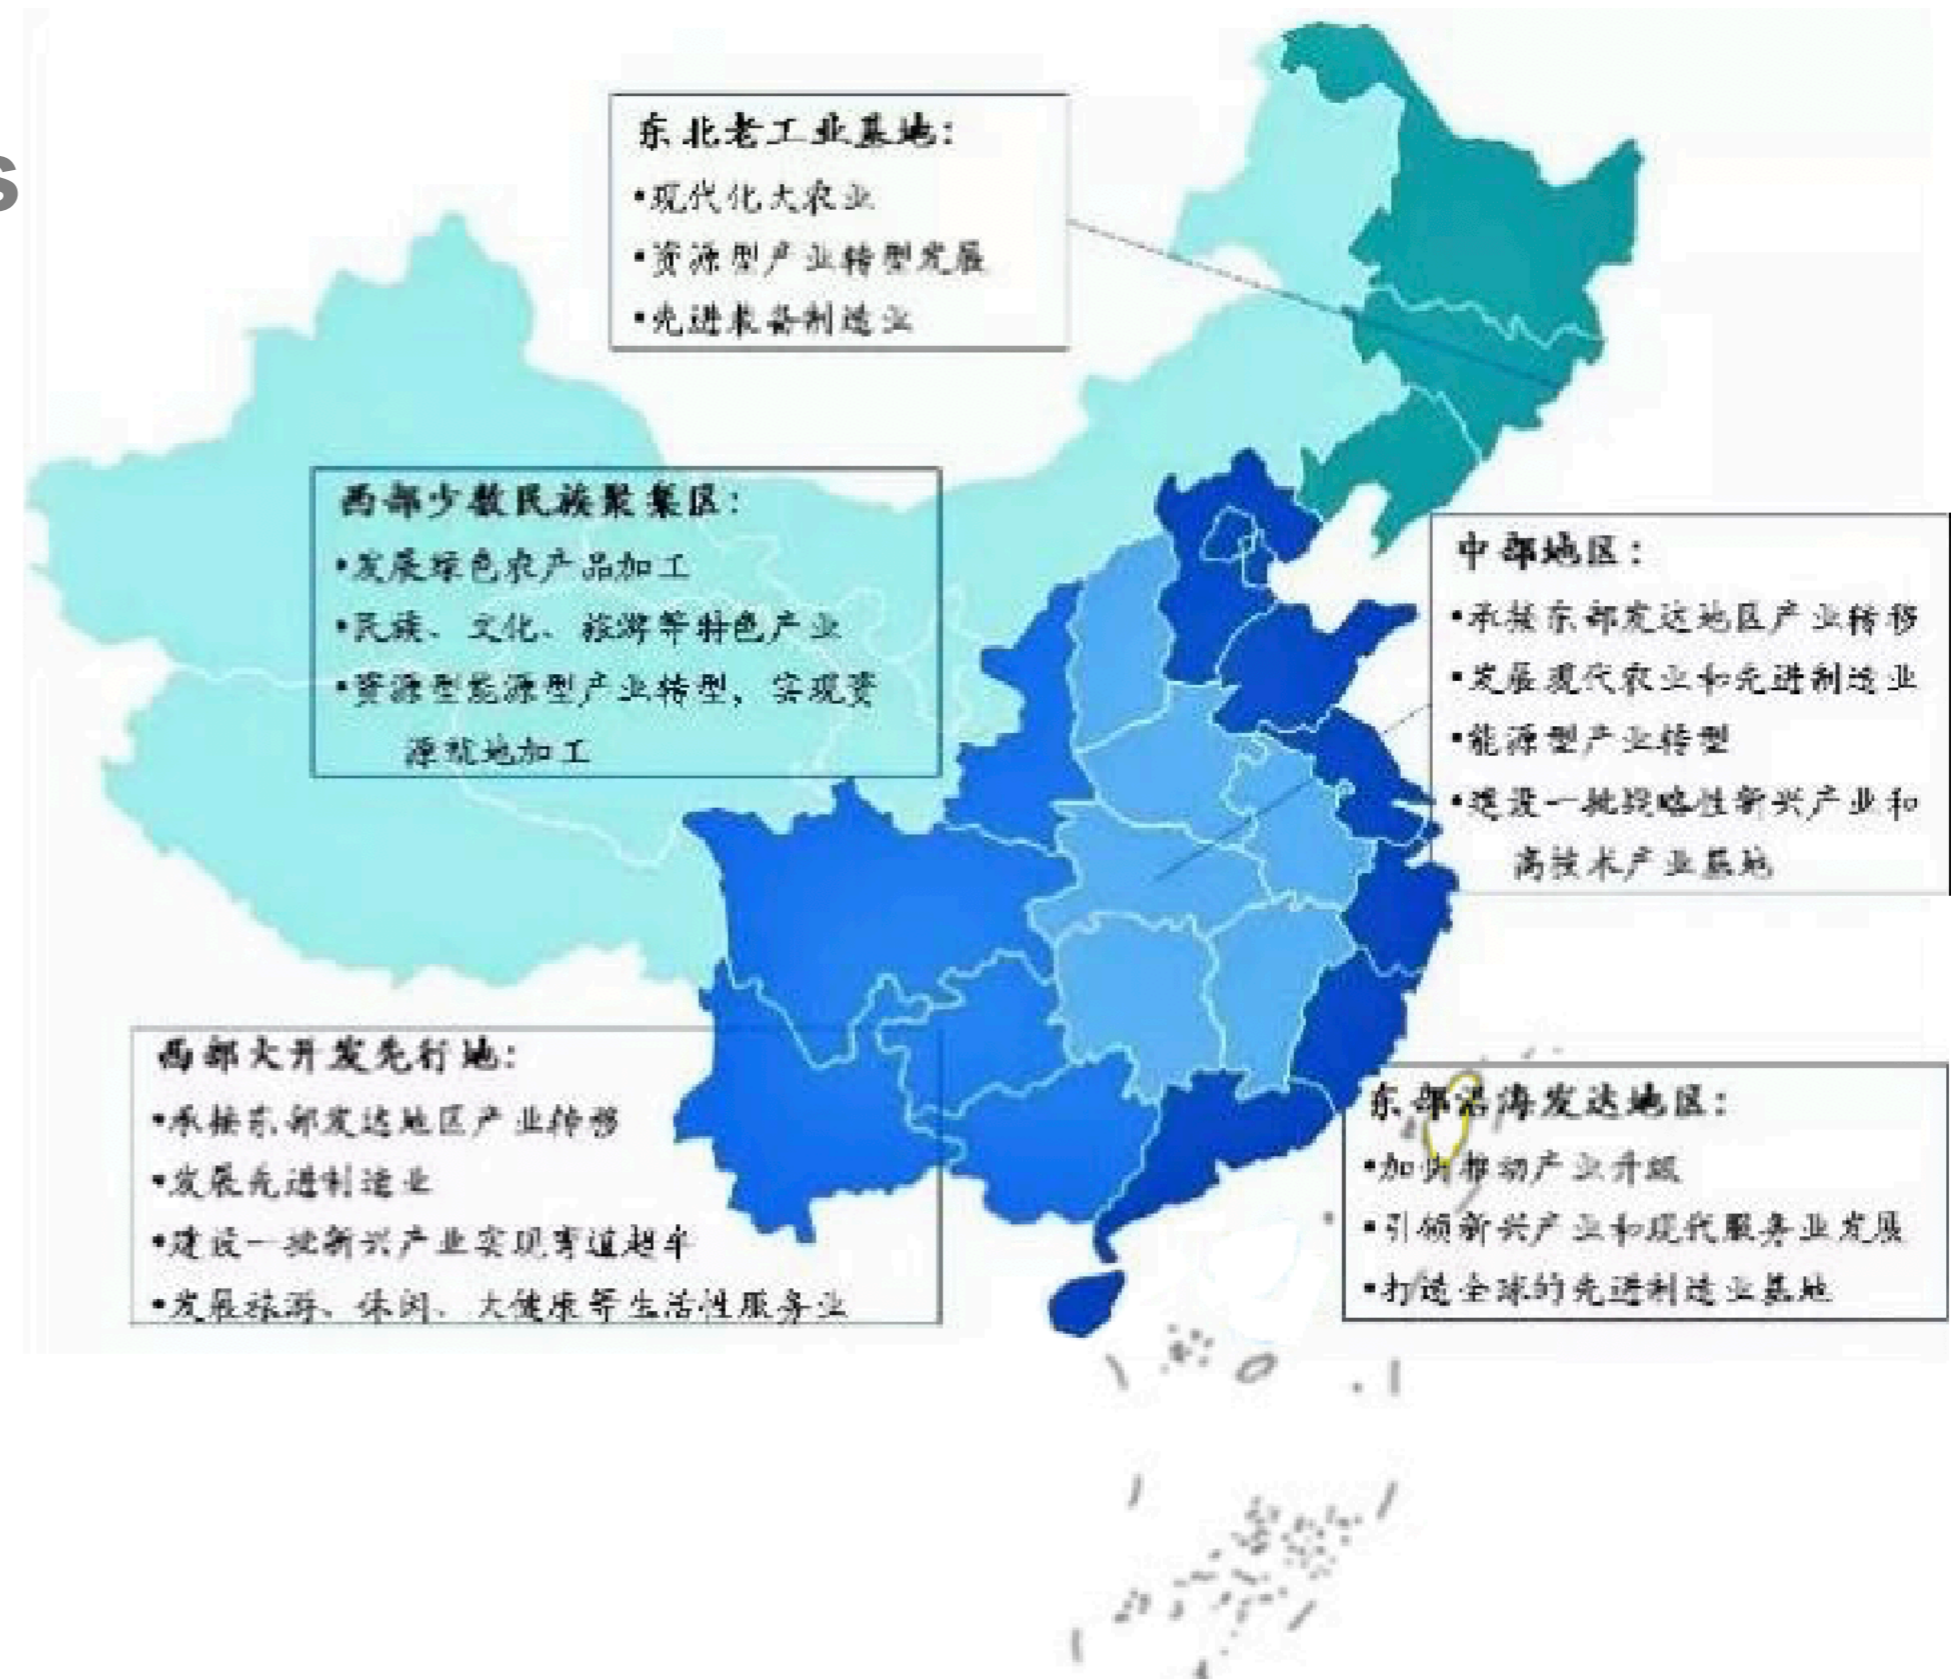 s
东北老工业基地：
•现代化大农业
•资源型产业转型发展
•先进装备制造业
西部少数民族聚集区：
•发展绿色农产品加工
•民族、文化、旅游等特色产业
•资源型能源型产业转型，实现资
源就地加工
中部地区：
•承接东部发达地区产业转移
•发展现代农业和先进制造业
•能源型产业转型
•建设一批战略性新兴产业和
高技术产业基地
西部大开发先行地：
•承接东部发达地区产业转移
•发展先进制造业
•建设一批新兴产业实现弯道超车
•发展旅游、休闲、大健康等生活性服务业
东部沿海发达地区：
•加快推动产业升级
•引领新兴产业和现代服务业发展
•打造全球的先进制造业基地